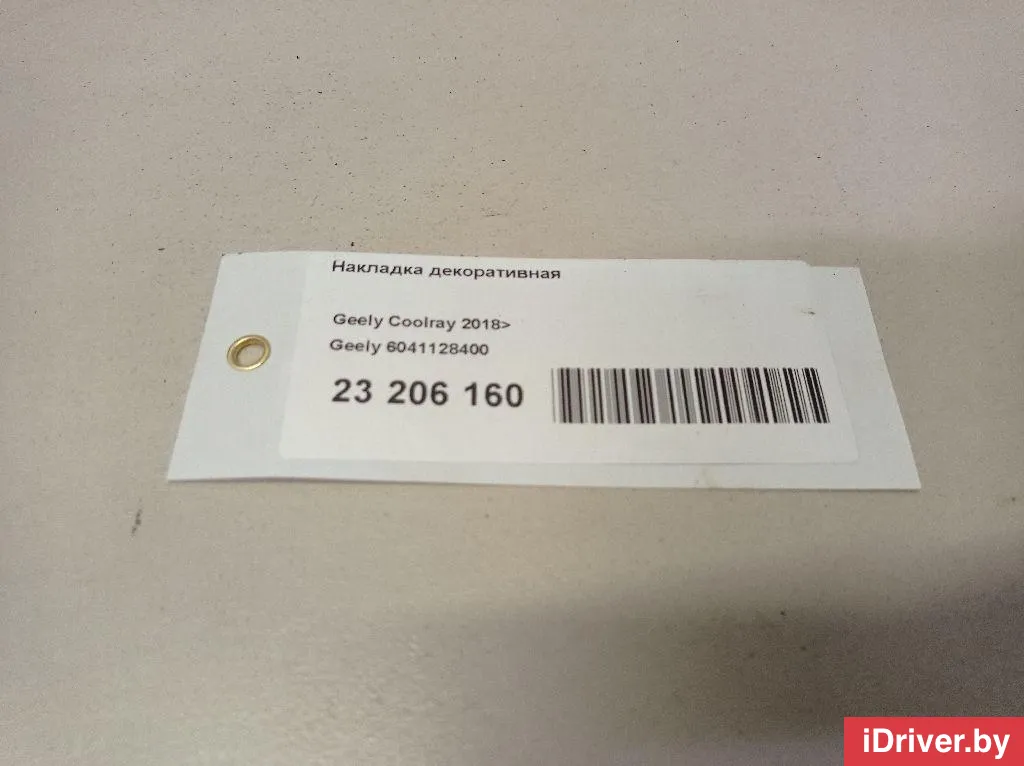 Накладка декоративная
Geely Coolray 2018>
Geely 6041128400
23 206 160
iDriver.by